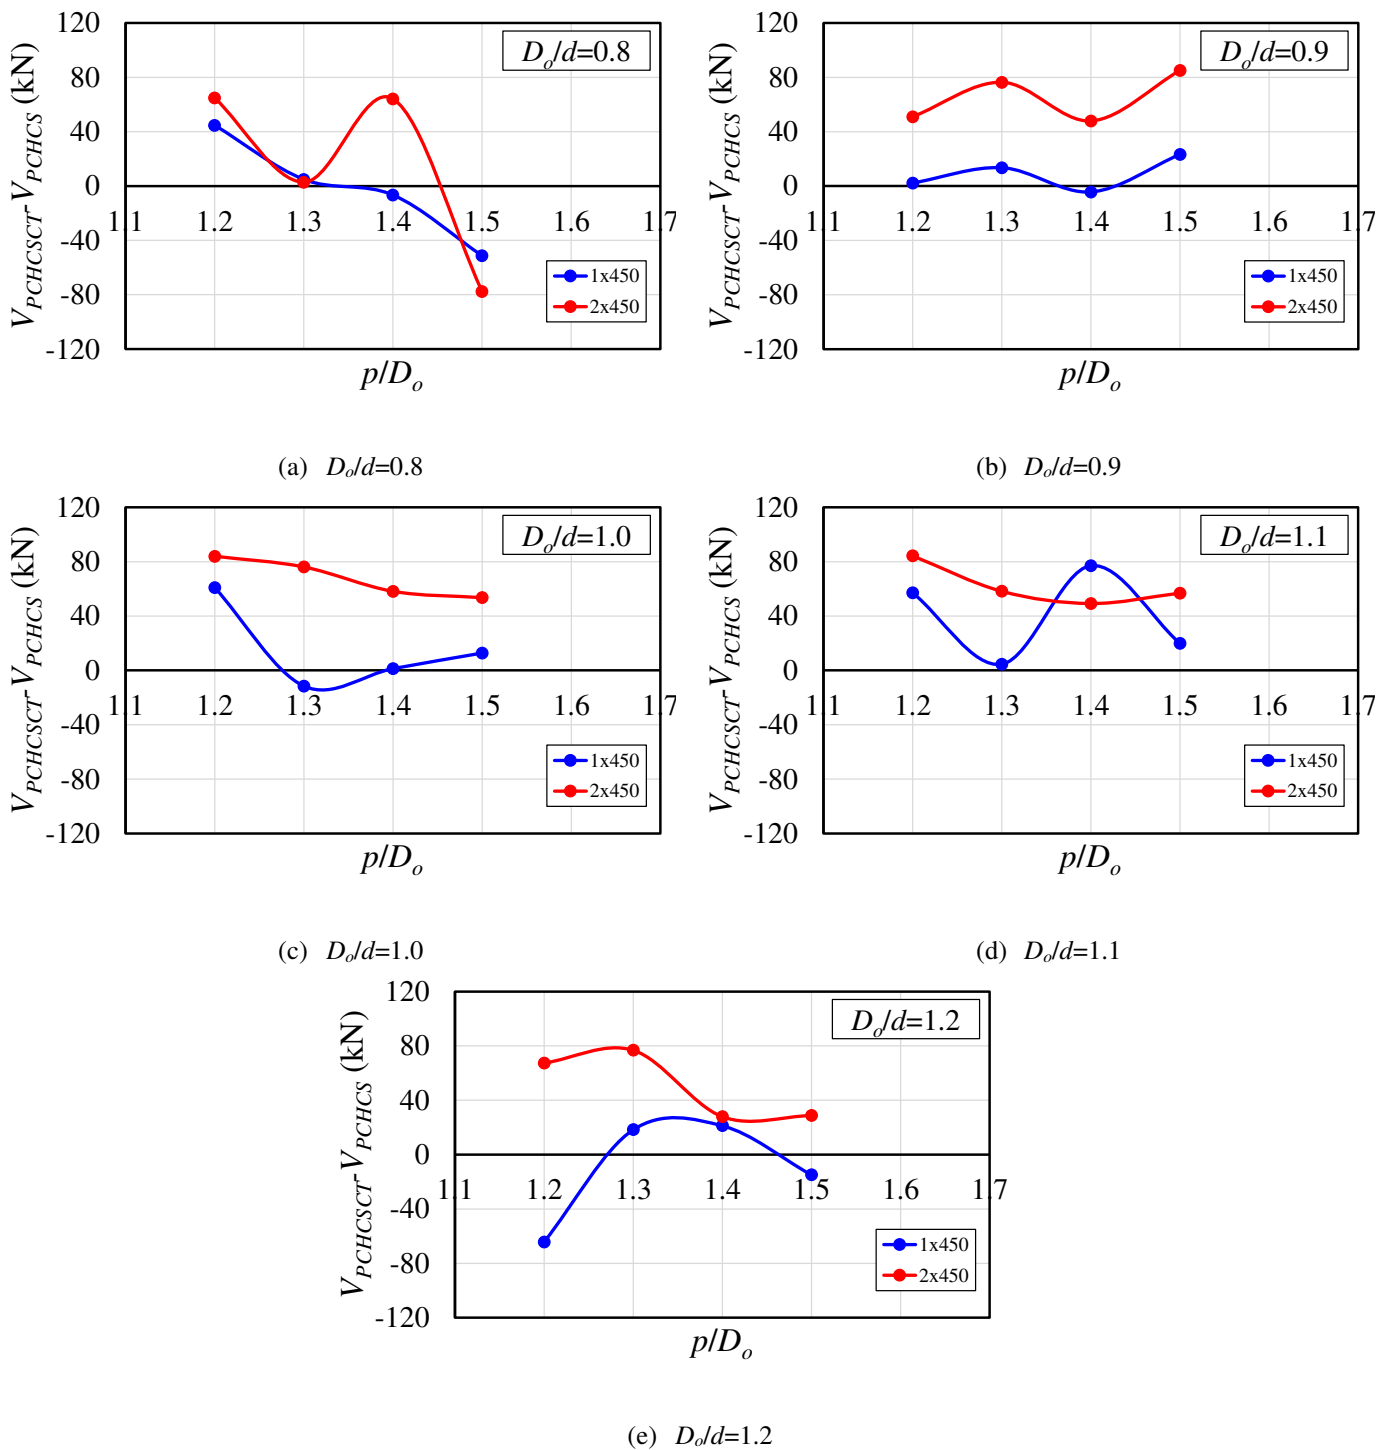 120
80
40
0
-40
-80
-120
V_PCHCSCT-V_PCHCS (kN)
D_o/d=0.8
1.1 1.2 1.3 1.4 1.5 1.6 1.7
1x450
2x450
p/D_o
(a) D_o/d=0.8
120
80
40
0
-40
-80
-120
V_PCHCSCT-V_PCHCS (kN)
D_o/d=0.9
1.1 1.2 1.3 1.4 1.5 1.6 1.7
1x450
2x450
p/D_o
(b) D_o/d=0.9
120
80
40
0
-40
-80
-120
V_PCHCSCT-V_PCHCS (kN)
D_o/d=1.0
1.1 1.2 1.3 1.4 1.5 1.6 1.7
1x450
2x450
p/D_o
(c) D_o/d=1.0
120
80
40
0
-40
-80
-120
V_PCHCSCT-V_PCHCS (kN)
D_o/d=1.1
1.1 1.2 1.3 1.4 1.5 1.6 1.7
1x450
2x450
p/D_o
(d) D_o/d=1.1
120
80
40
0
-40
-80
-120
V_PCHCSCT-V_PCHCS (kN)
D_o/d=1.2
1.1 1.2 1.3 1.4 1.5 1.6 1.7
1x450
2x450
p/D_o
(e) D_o/d=1.2